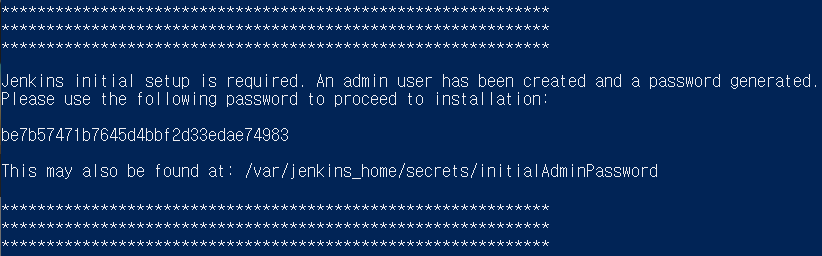 *************************************************************
*************************************************************
*************************************************************
Jenkins initial setup is required. An admin user has been created and a password generated.
Please use the following password to proceed to installation:
be7b57471b7645d4bbf2d33edae74983
This may also be found at: /var/jenkins_home/secrets/initialAdminPassword
*************************************************************
*************************************************************
*************************************************************